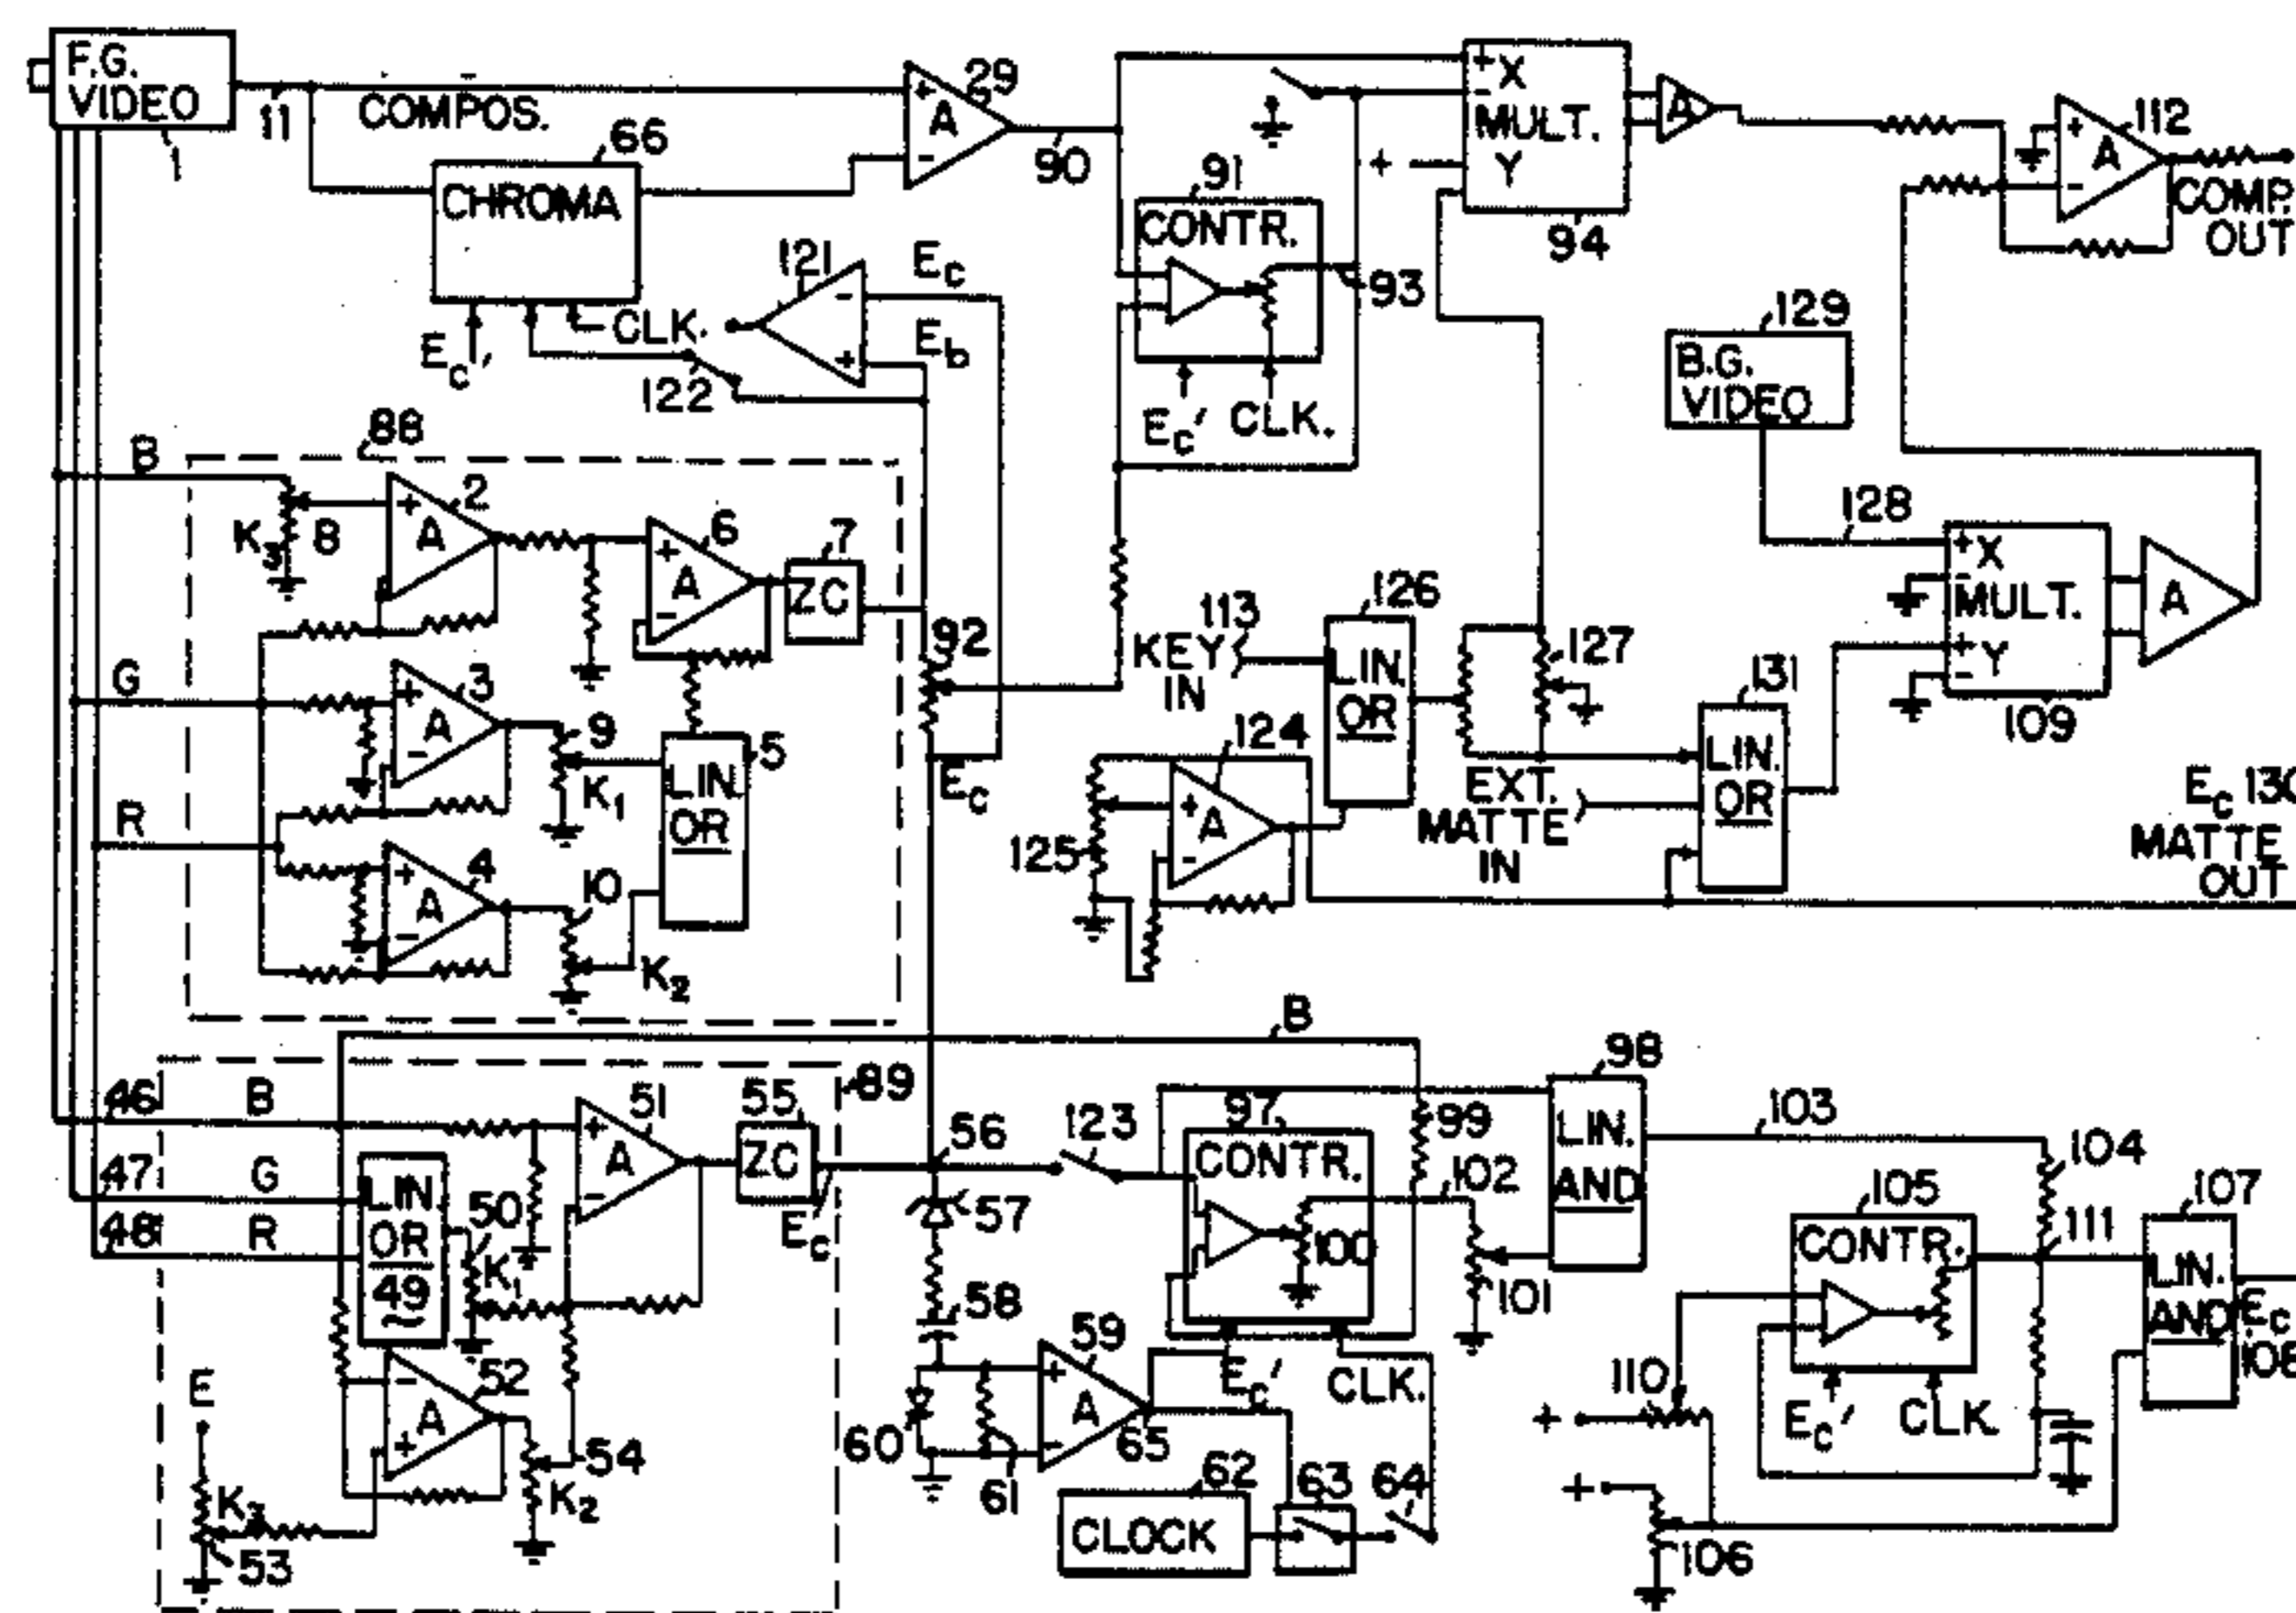 F.G.
VIDEO
1
11
COMPOS.
66
CHROMA
+
A
-
29
90
+
-
X
MULT.
+
Y
94
A
+
A
-
112
COMP.
OUT
91
CONTR.
93
Ec'
CLK.
121
-
+
Ec
Eb
CLK.
Ec'
122
129
B.G.
VIDEO
B
88
K3
8
+
A
2
+
A
-
6
7
ZC
128
+
X
-
MULT.
+
Y
-
109
A
G
+
A
-
3
9
K1
5
LIN
OR
92
Ec
113
KEY
IN
126
LIN.
OR
127
131
LIN.
OR
R
+
A
-
4
10
K2
124
+
A
-
125
EXT.
MATTE
IN
Ec 130
MATTE
OUT
B
46
B
47
G
48
R
89
LIN
OR
49
50
K1
+
A
-
51
55
ZC
Ec
56
123
97
CONTR.
100
99
102
101
98
LIN.
AND
103
104
105
CONTR.
111
107
LIN.
AND
Ec
108
57
58
59
+
A
-
65
60
61
Ec'
CLK.
110
+
Ec'
CLK.
+
106
E
K3
53
-
A
+
52
54
K2
62
CLOCK
63
64